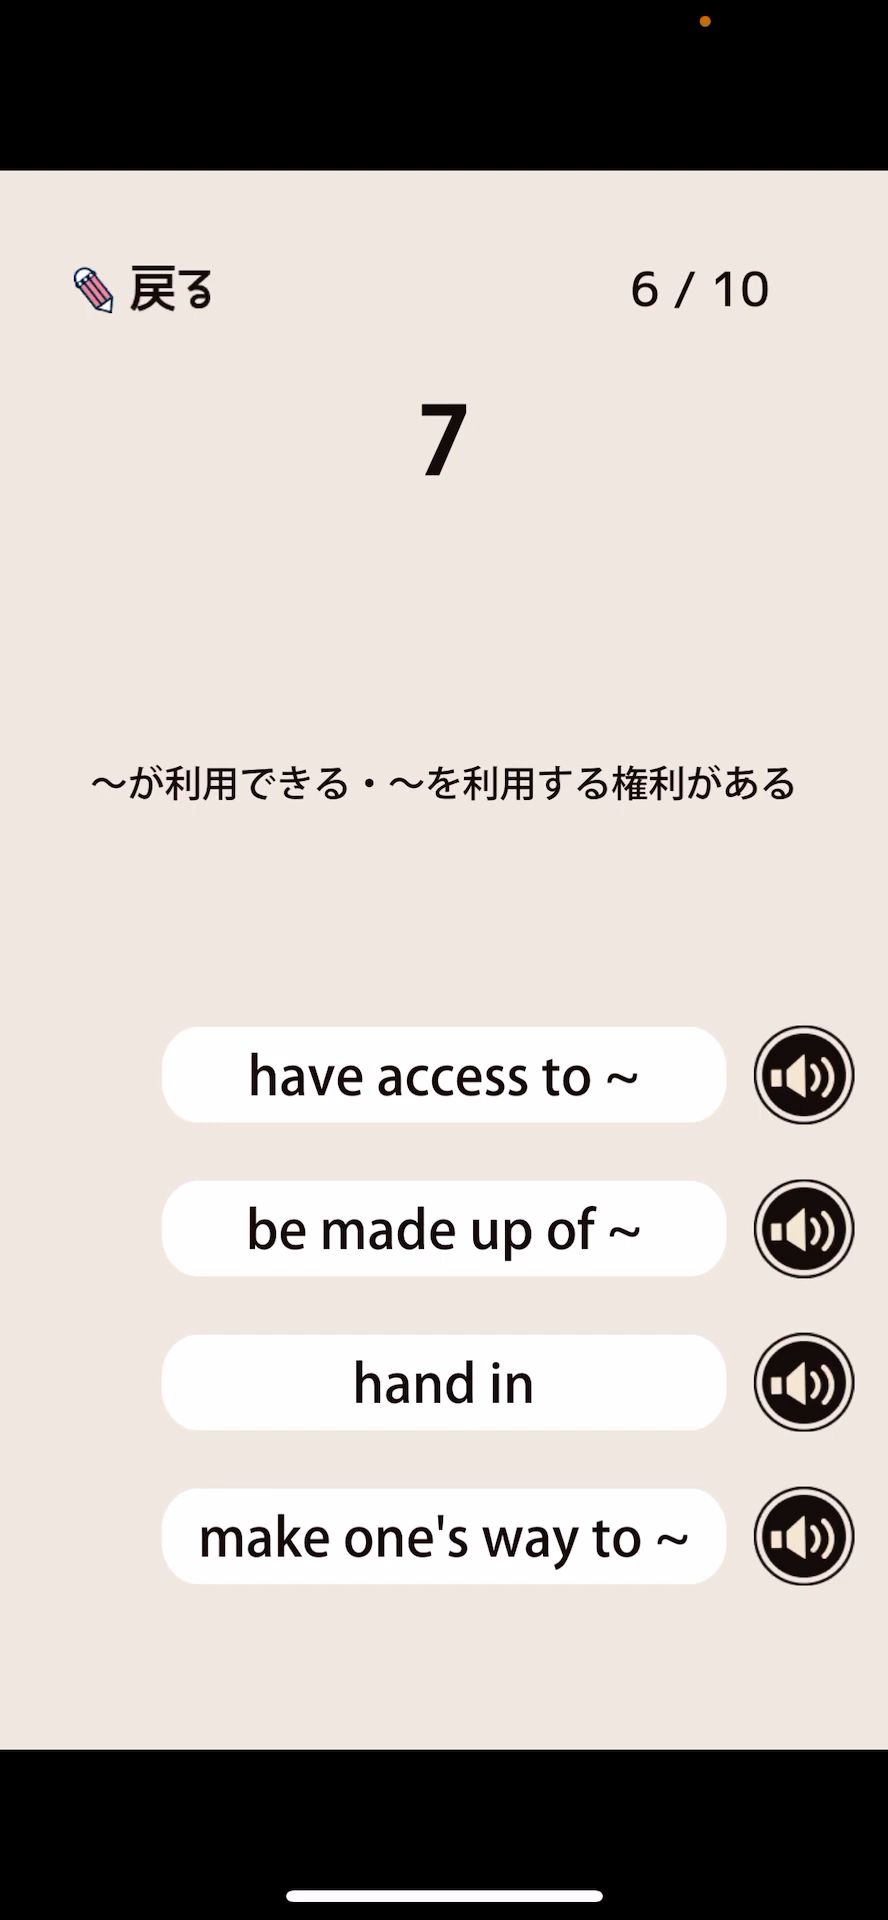 戻る
6 / 10
7
〜が利用できる・〜を利用する権利がある
have access to ~
be made up of ~
hand in
make one's way to ~